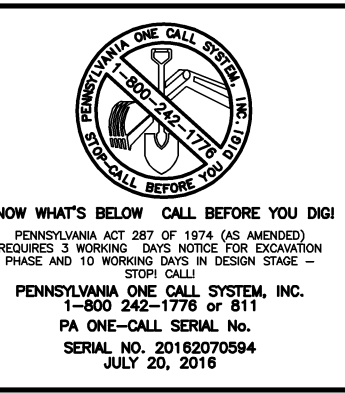 PENNSYLVANIA ONE CALL SYSTEM, INC.
1-800-242-1776
STOP-CALL BEFORE YOU DIG!
NOW WHAT'S BELOW CALL BEFORE YOU DIG!
PENNSYLVANIA ACT 287 OF 1974 (AS AMENDED)
REQUIRES 3 WORKING DAYS NOTICE FOR EXCAVATION
PHASE AND 10 WORKING DAYS IN DESIGN STAGE –
STOP! CALL!
PENNSYLVANIA ONE CALL SYSTEM, INC.
1-800 242-1776 or 811
PA ONE-CALL SERIAL No.
SERIAL NO. 20162070594
JULY 20, 2016